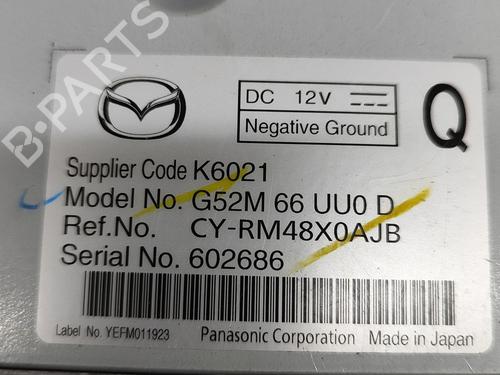 B-PARTS
DC 12V
Negative Ground
Q
Supplier Code K6021
Model No. G52M 66 UU0 D
Ref.No. CY-RM48X0AJB
Serial No. 602686
Label No. YEFM011923 Panasonic Corporation Made in Japan